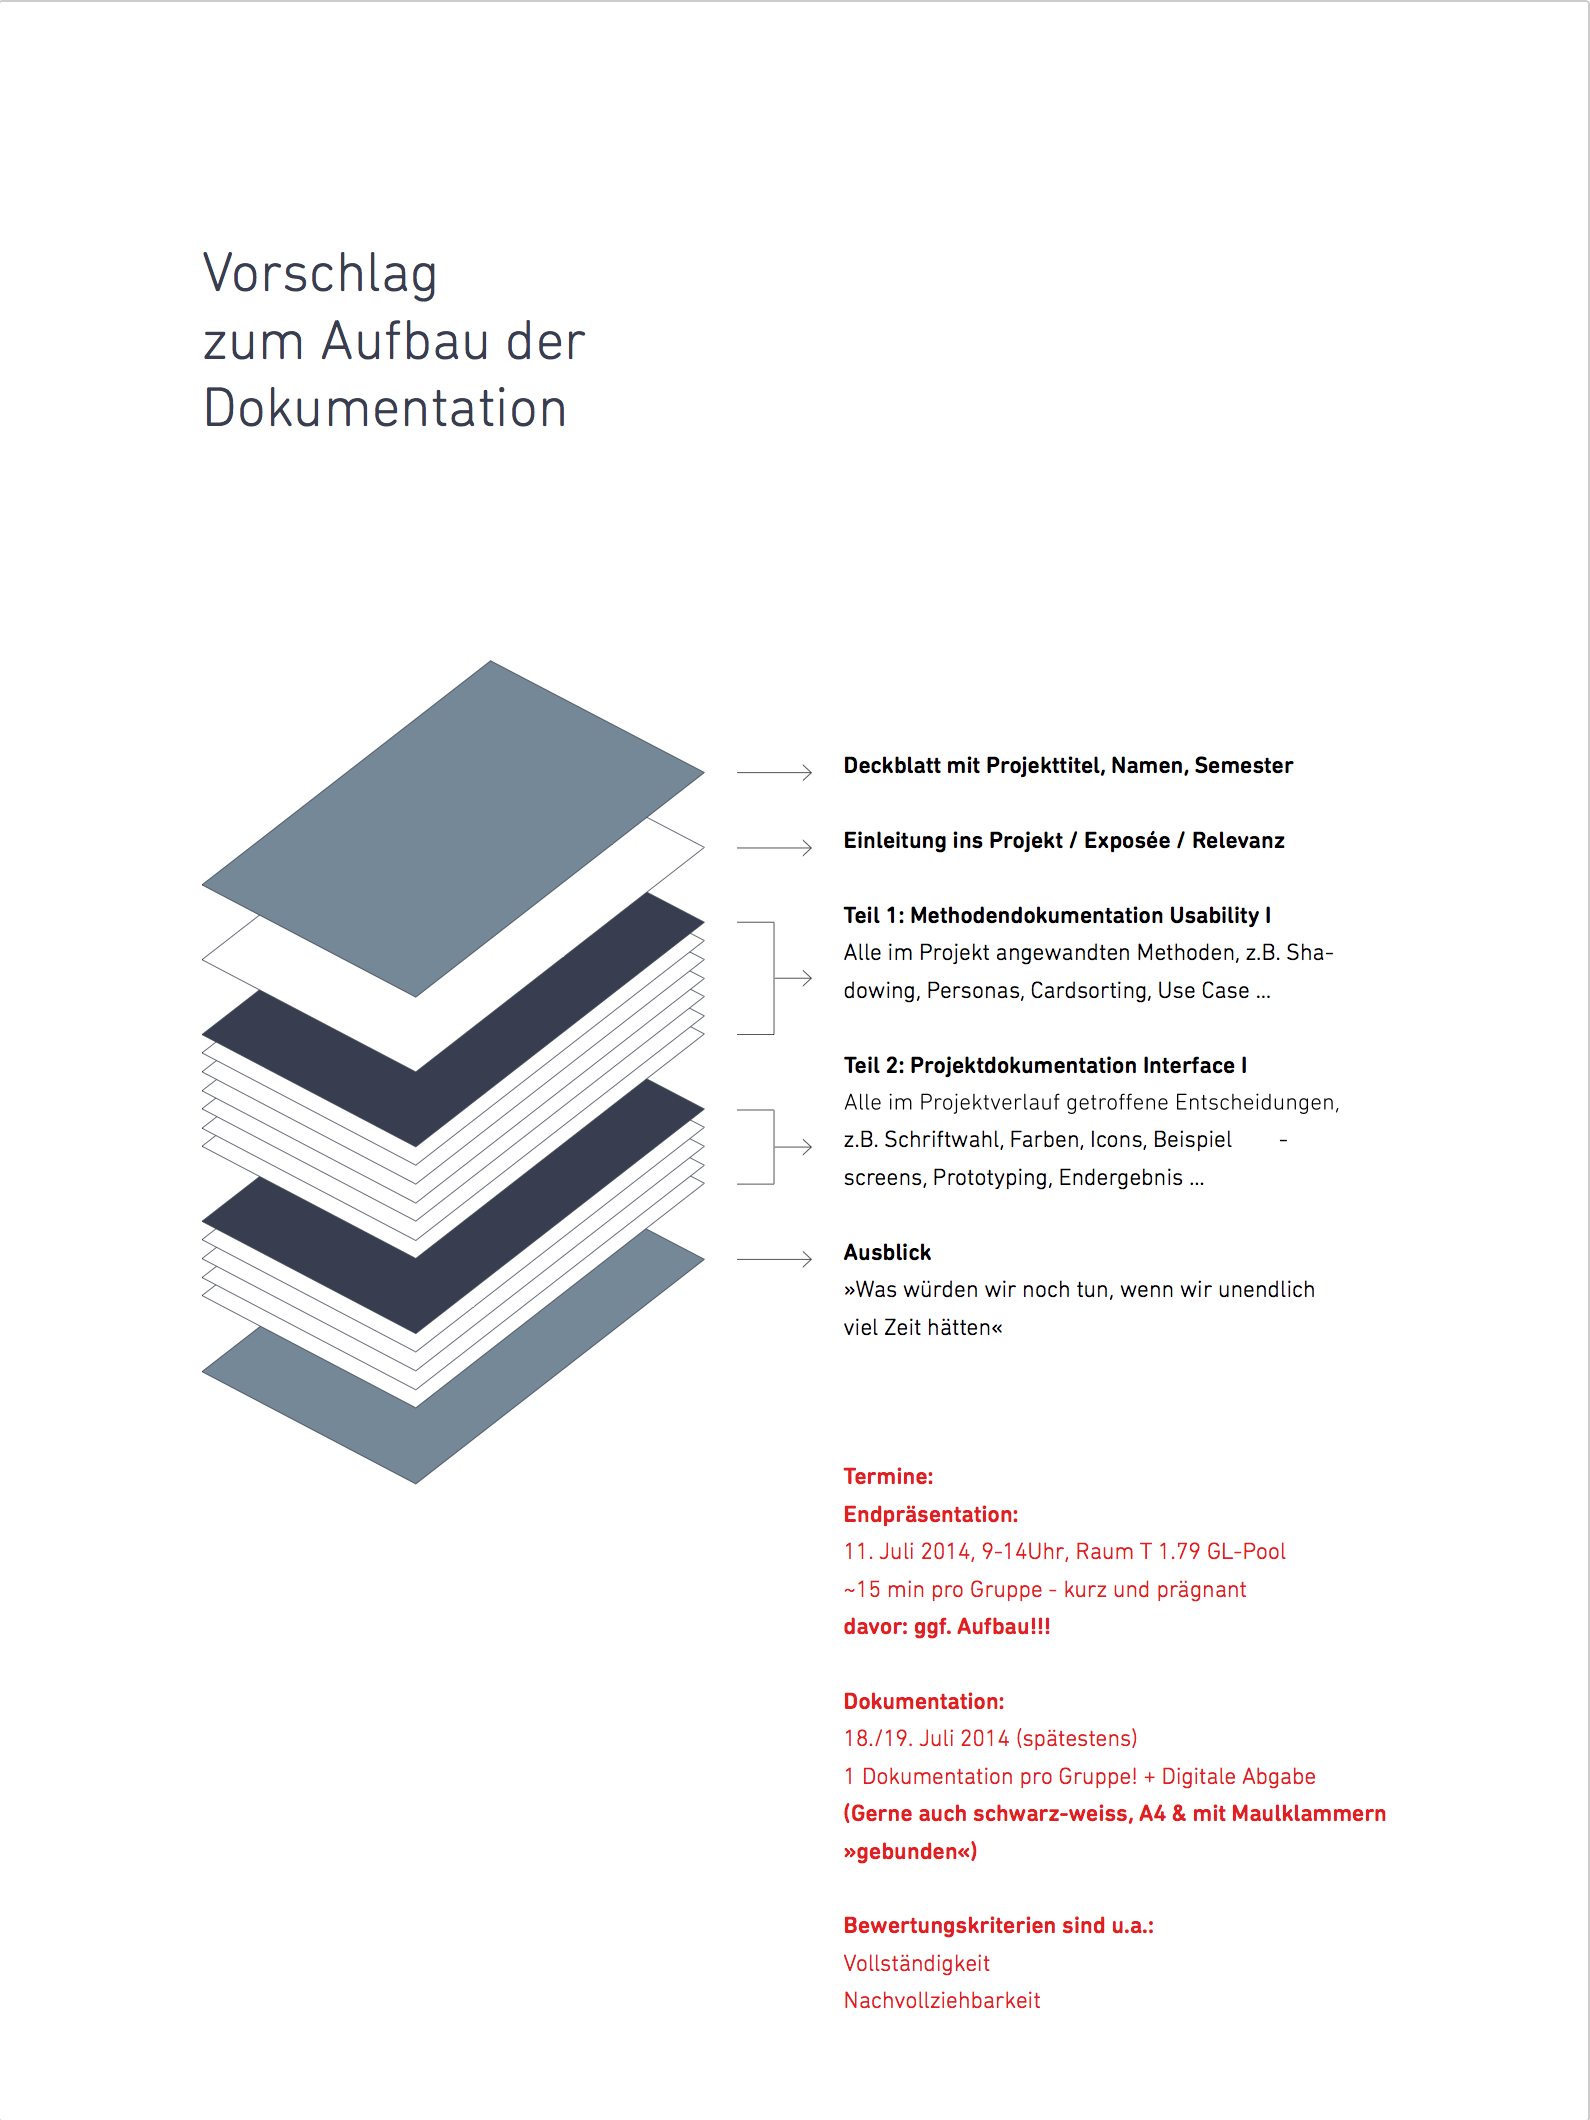 Vorschlag
zum Aufbau der
Dokumentation
Deckblatt mit Projekttitel, Namen, Semester
Einleitung ins Projekt / Exposée / Relevanz
Teil 1: Methodendokumentation Usability I
Alle im Projekt angewandten Methoden, z.B. Sha-
dowing, Personas, Cardsorting, Use Case ...
Teil 2: Projektdokumentation Interface I
Alle im Projektverlauf getroffene Entscheidungen,
z.B. Schriftwahl, Farben, Icons, Beispiel -
screens, Prototyping, Endergebnis ...
Ausblick
»Was würden wir noch tun, wenn wir unendlich
viel Zeit hätten«
Termine:
Endpräsentation:
11. Juli 2014, 9-14Uhr, Raum T 1.79 GL-Pool
~15 min pro Gruppe - kurz und prägnant
davor: ggf. Aufbau!!!
Dokumentation:
18./19. Juli 2014 (spätestens)
1 Dokumentation pro Gruppe! + Digitale Abgabe
(Gerne auch schwarz-weiss, A4 & mit Maulklammern
»gebunden«)
Bewertungskriterien sind u.a.:
Vollständigkeit
Nachvollziehbarkeit